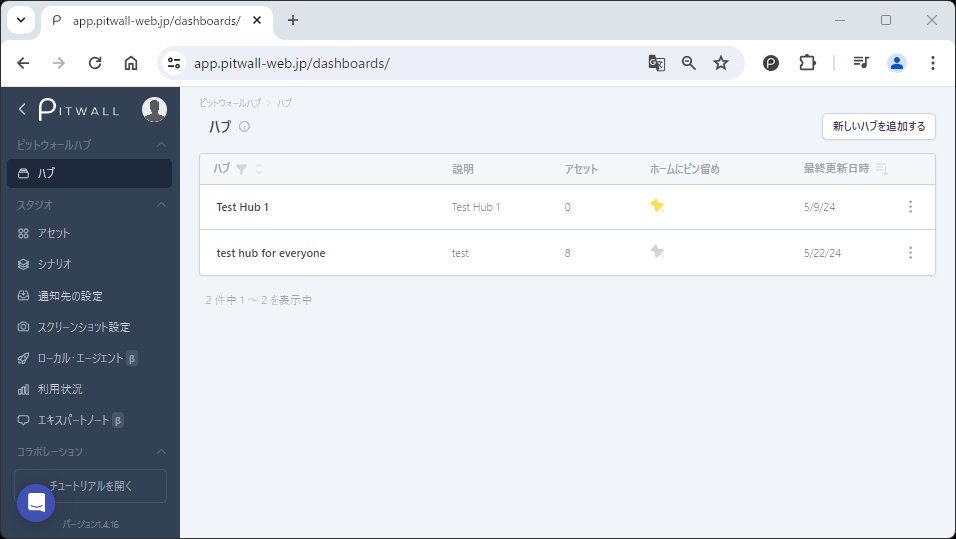 app.pitwall-web.jp/dashboards/
app.pitwall-web.jp/dashboards/
PITWALL
ピットウォールハブ
ハブ
スタジオ
アセット
シナリオ
通知先の設定
スクリーンショット設定
ローカル・エージェント β
利用状況
エキスパートノート β
コラボレーション
チュートリアルを開く
バージョン1.4.16
ピットウォールハブ > ハブ
ハブ
新しいハブを追加する
ハブ 説明 アセット ホームにピン留め 最終更新日時
Test Hub 1 Test Hub 1 0 5/9/24
test hub for everyone test 8 5/22/24
2 件中 1 ～ 2 を表示中